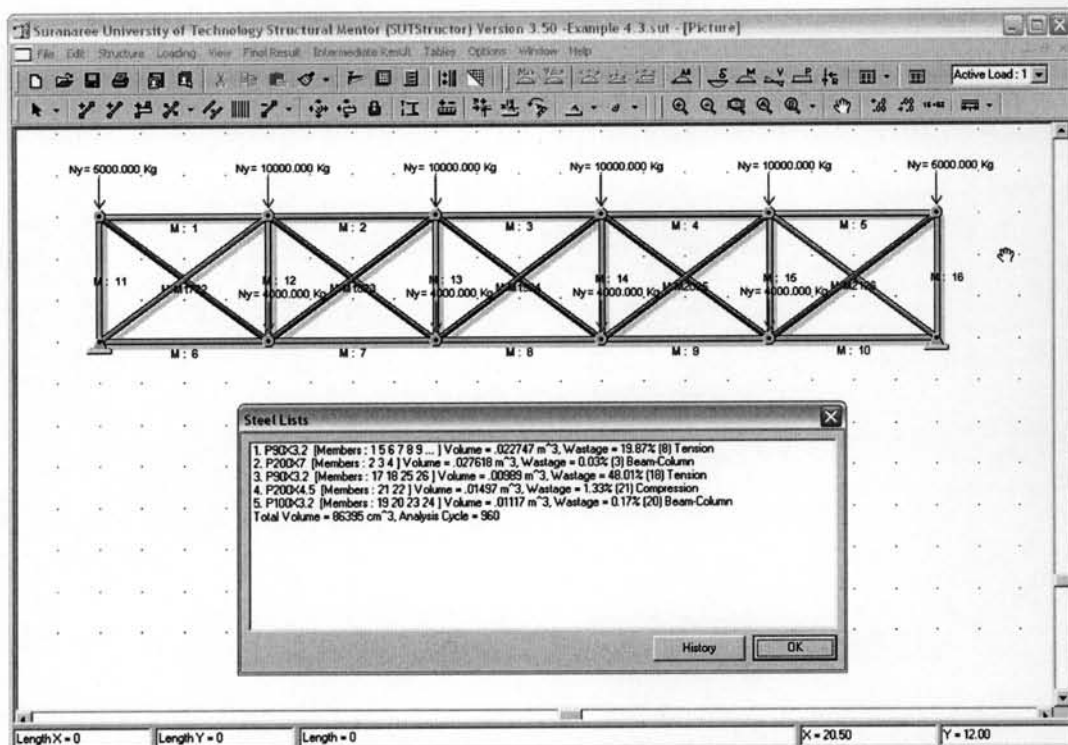 Suranaree University of Technology Structural Mentor (SUTStructor) Version 3.50 -Example 4.3.sut - [Picture]
File Edit Structure Loading View Final Result Intermediate Result Tables Options Window Help
Active Load : 1
Ny= 5000.000 Kg Ny= 10000.000 Kg Ny= 10000.000 Kg Ny= 10000.000 Kg Ny= 10000.000 Kg Ny= 5000.000 Kg
M : 1 M : 2 M : 3 M : 4 M : 5
M : 11 M : 12 M : 13 M : 14 M : 15 M : 16
Ny= 4000.000 Kg Ny= 4000.000 Kg Ny= 4000.000 Kg Ny= 4000.000 Kg
M : 6 M : 7 M : 8 M : 9 M : 10
Steel Lists
1. P90X3.2 [Members : 1 5 6 7 8 9 ... ] Volume = .022747 m^3, Wastage = 19.87% (8) Tension
2. P200X7 [Members : 2 3 4 ] Volume = .027618 m^3, Wastage = 0.03% (3) Beam-Column
3. P90X3.2 [Members : 17 18 25 26 ] Volume = .00989 m^3, Wastage = 48.01% (18) Tension
4. P200X4.5 [Members : 21 22 ] Volume = .01497 m^3, Wastage = 1.33% (21) Compression
5. P100X3.2 [Members : 19 20 23 24 ] Volume = .01117 m^3, Wastage = 0.17% (20) Beam-Column
Total Volume = 86395 cm^3, Analysis Cycle = 960
History OK
Length X = 0 Length Y = 0 Length = 0 X = 20.50 Y = 12.00